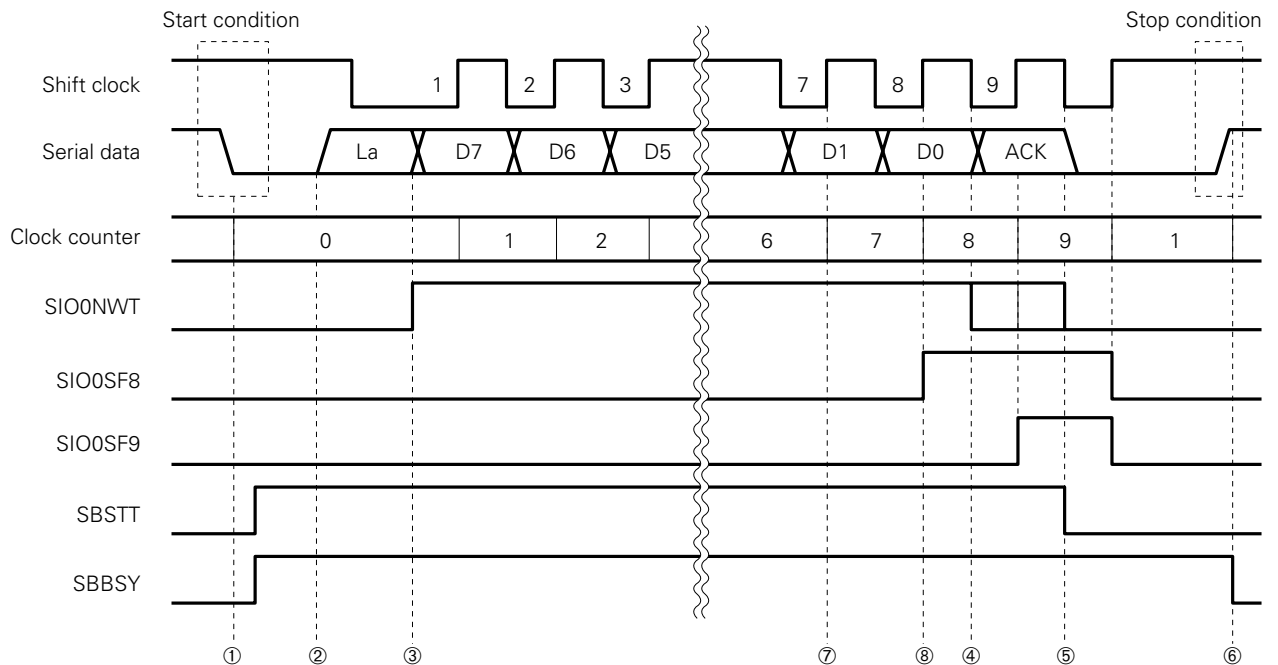 Start condition
Stop condition
Shift clock
1 2 3 7 8 9
Serial data
La D7 D6 D5 D1 D0 ACK
Clock counter
0 1 2 6 7 8 9 1
SIO0NWT
SIO0SF8
SIO0SF9
SBSTT
SBBSY
① ② ③ ⑦ ⑧ ④ ⑤ ⑥